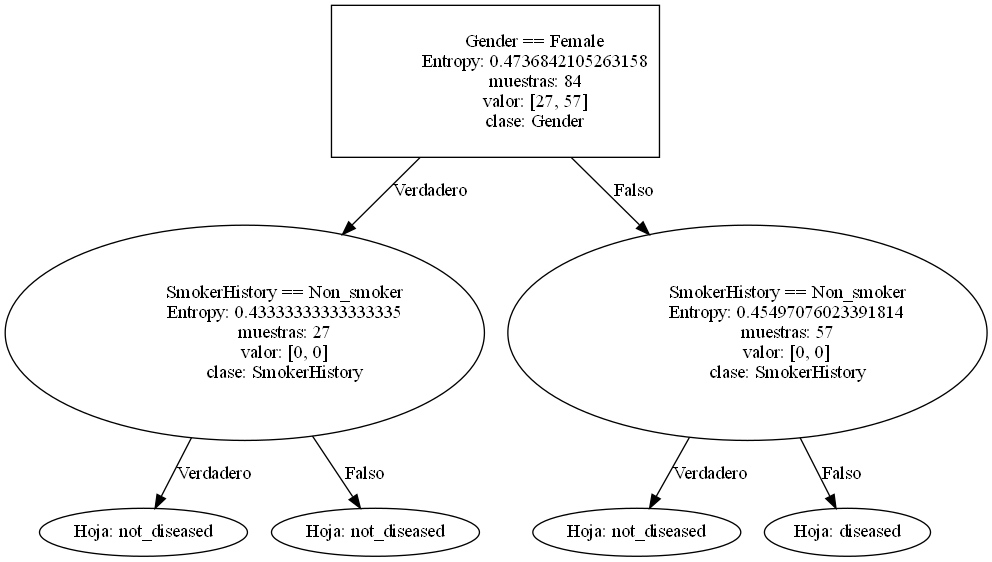 Gender == Female
Entropy: 0.4736842105263158
muestras: 84
valor: [27, 57]
clase: Gender
Verdadero
Falso
SmokerHistory == Non_smoker
Entropy: 0.43333333333333335
muestras: 27
valor: [0, 0]
clase: SmokerHistory
SmokerHistory == Non_smoker
Entropy: 0.45497076023391814
muestras: 57
valor: [0, 0]
clase: SmokerHistory
Verdadero
Falso
Verdadero
Falso
Hoja: not_diseased
Hoja: not_diseased
Hoja: not_diseased
Hoja: diseased